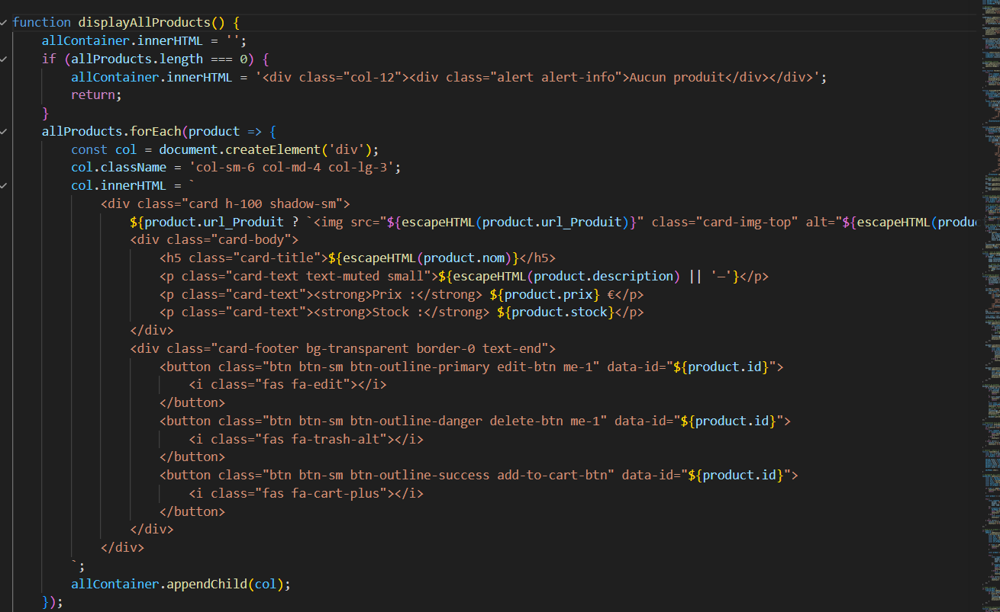 function displayAllProducts() {
    allContainer.innerHTML = '';
    if (allProducts.length === 0) {
        allContainer.innerHTML = '<div class="col-12"><div class="alert alert-info">Aucun produit</div></div>';
        return;
    }
    allProducts.forEach(product => {
        const col = document.createElement('div');
        col.className = 'col-sm-6 col-md-4 col-lg-3';
        col.innerHTML = `
            <div class="card h-100 shadow-sm">
                ${product.url_Produit ? `<img src="${escapeHTML(product.url_Produit)}" class="card-img-top" alt="${escapeHTML(produc
                <div class="card-body">
                    <h5 class="card-title">${escapeHTML(product.nom)}</h5>
                    <p class="card-text text-muted small">${escapeHTML(product.description) || '—'}</p>
                    <p class="card-text"><strong>Prix :</strong> ${product.prix} €</p>
                    <p class="card-text"><strong>Stock :</strong> ${product.stock}</p>
                </div>
                <div class="card-footer bg-transparent border-0 text-end">
                    <button class="btn btn-sm btn-outline-primary edit-btn me-1" data-id="${product.id}">
                        <i class="fas fa-edit"></i>
                    </button>
                    <button class="btn btn-sm btn-outline-danger delete-btn me-1" data-id="${product.id}">
                        <i class="fas fa-trash-alt"></i>
                    </button>
                    <button class="btn btn-sm btn-outline-success add-to-cart-btn" data-id="${product.id}">
                        <i class="fas fa-cart-plus"></i>
                    </button>
                </div>
            </div>
        `;
        allContainer.appendChild(col);
    });